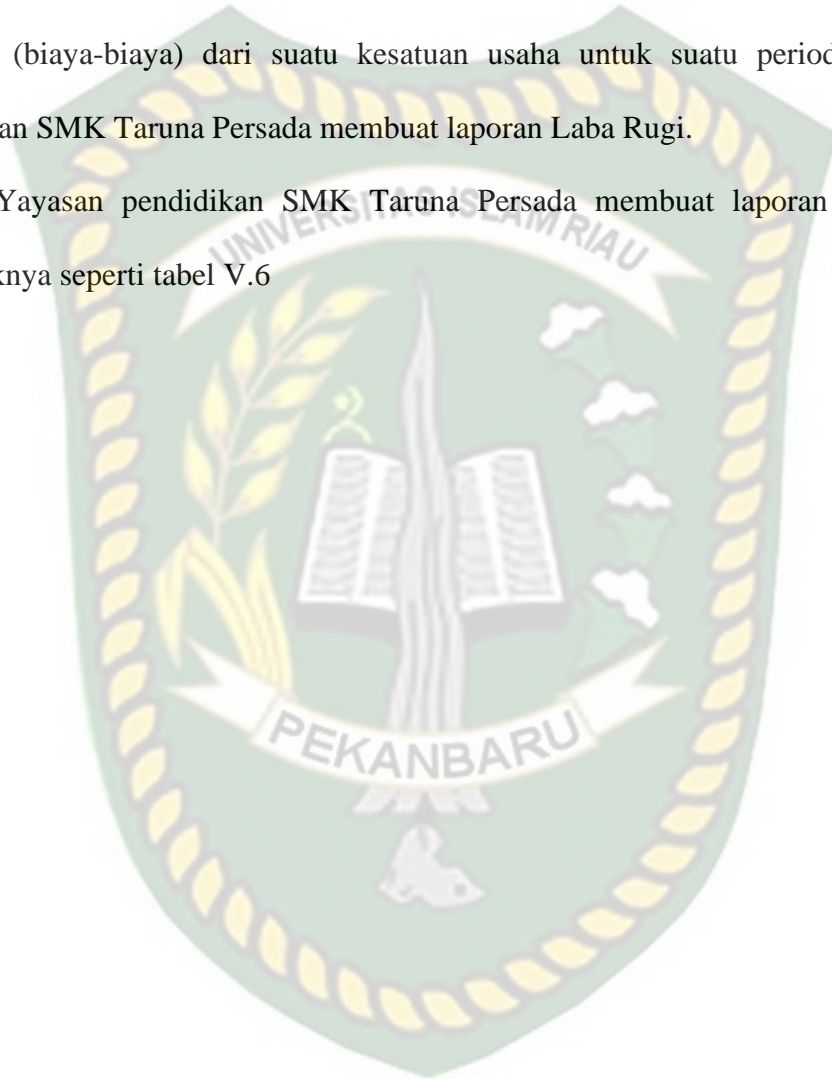 (biaya-biaya) dari suatu kesatuan usaha untuk suatu period
an SMK Taruna Persada membuat laporan Laba Rugi.
Yayasan pendidikan SMK Taruna Persada membuat laporan
knya seperti tabel V.6
UNIVERSITAS ISLAM RIAU
PEKANBARU